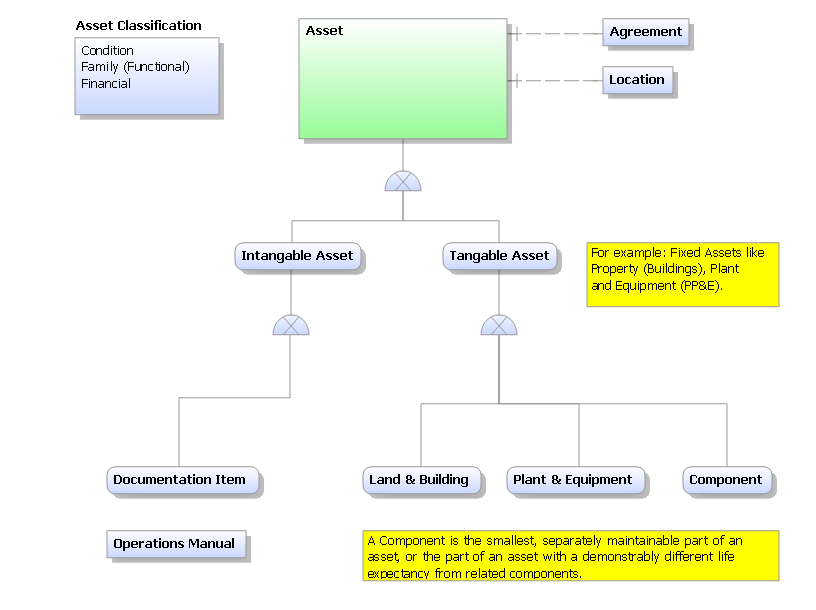 Asset Classification
Condition
Family (Functional)
Financial
Asset
Agreement
Location
Intangable Asset
Tangable Asset
For example: Fixed Assets like
Property (Buildings), Plant
and Equipment (PP&E).
Documentation Item
Land & Building
Plant & Equipment
Component
Operations Manual
A Component is the smallest, separately maintainable part of an
asset, or the part of an asset with a demonstrably different life
expectancy from related components.